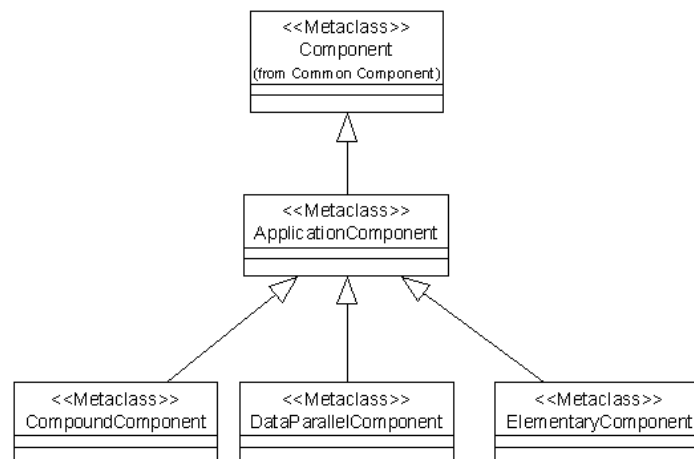 <<Metaclass>>
Component
(from Common Component)
<<Metaclass>>
ApplicationComponent
<<Metaclass>>
CompoundComponent
<<Metaclass>>
DataParallelComponent
<<Metaclass>>
ElementaryComponent